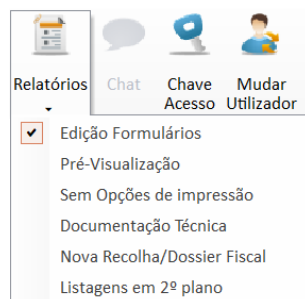 Relatórios Chat Chave Acesso Mudar Utilizador
Edição Formulários
Pré-Visualização
Sem Opções de impressão
Documentação Técnica
Nova Recolha/Dossier Fiscal
Listagens em 2º plano